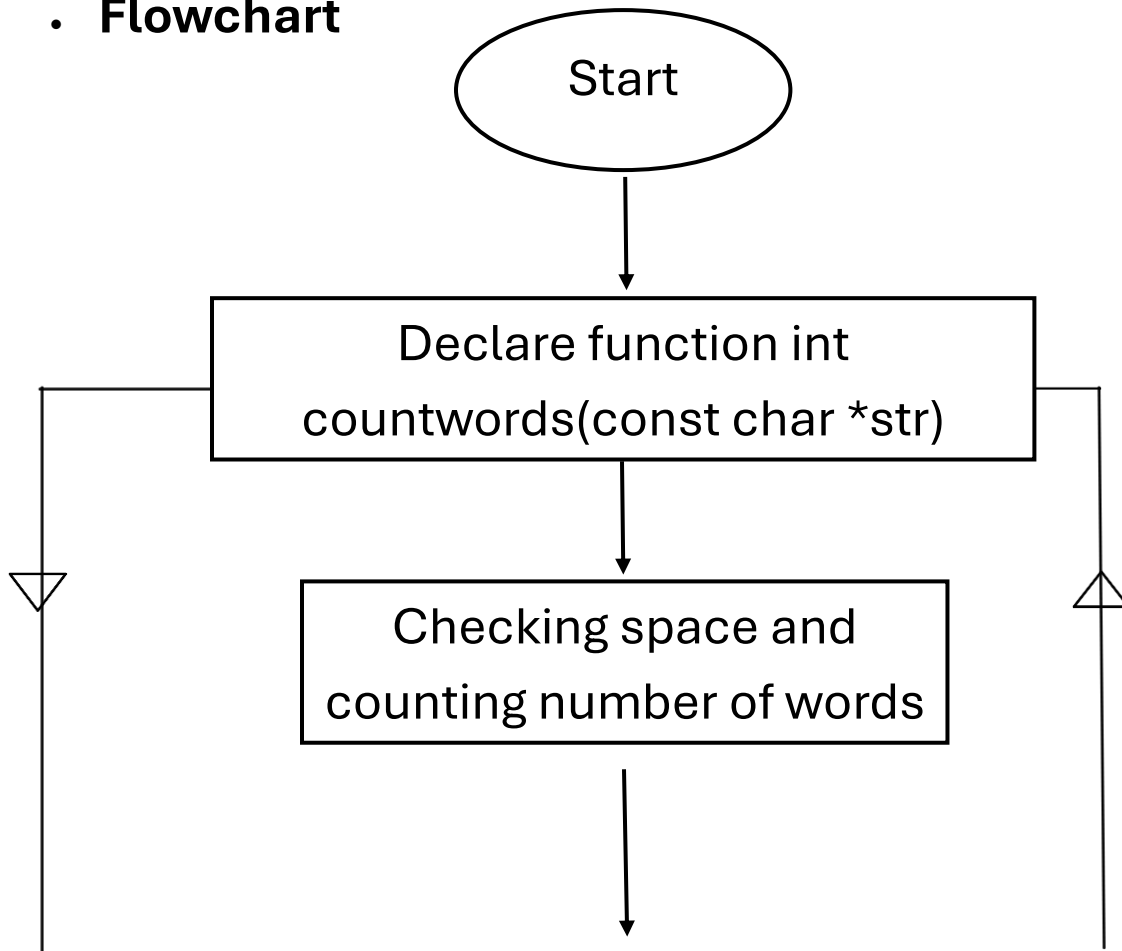 • Flowchart
Start
Declare function int
countwords(const char *str)
Checking space and
counting number of words